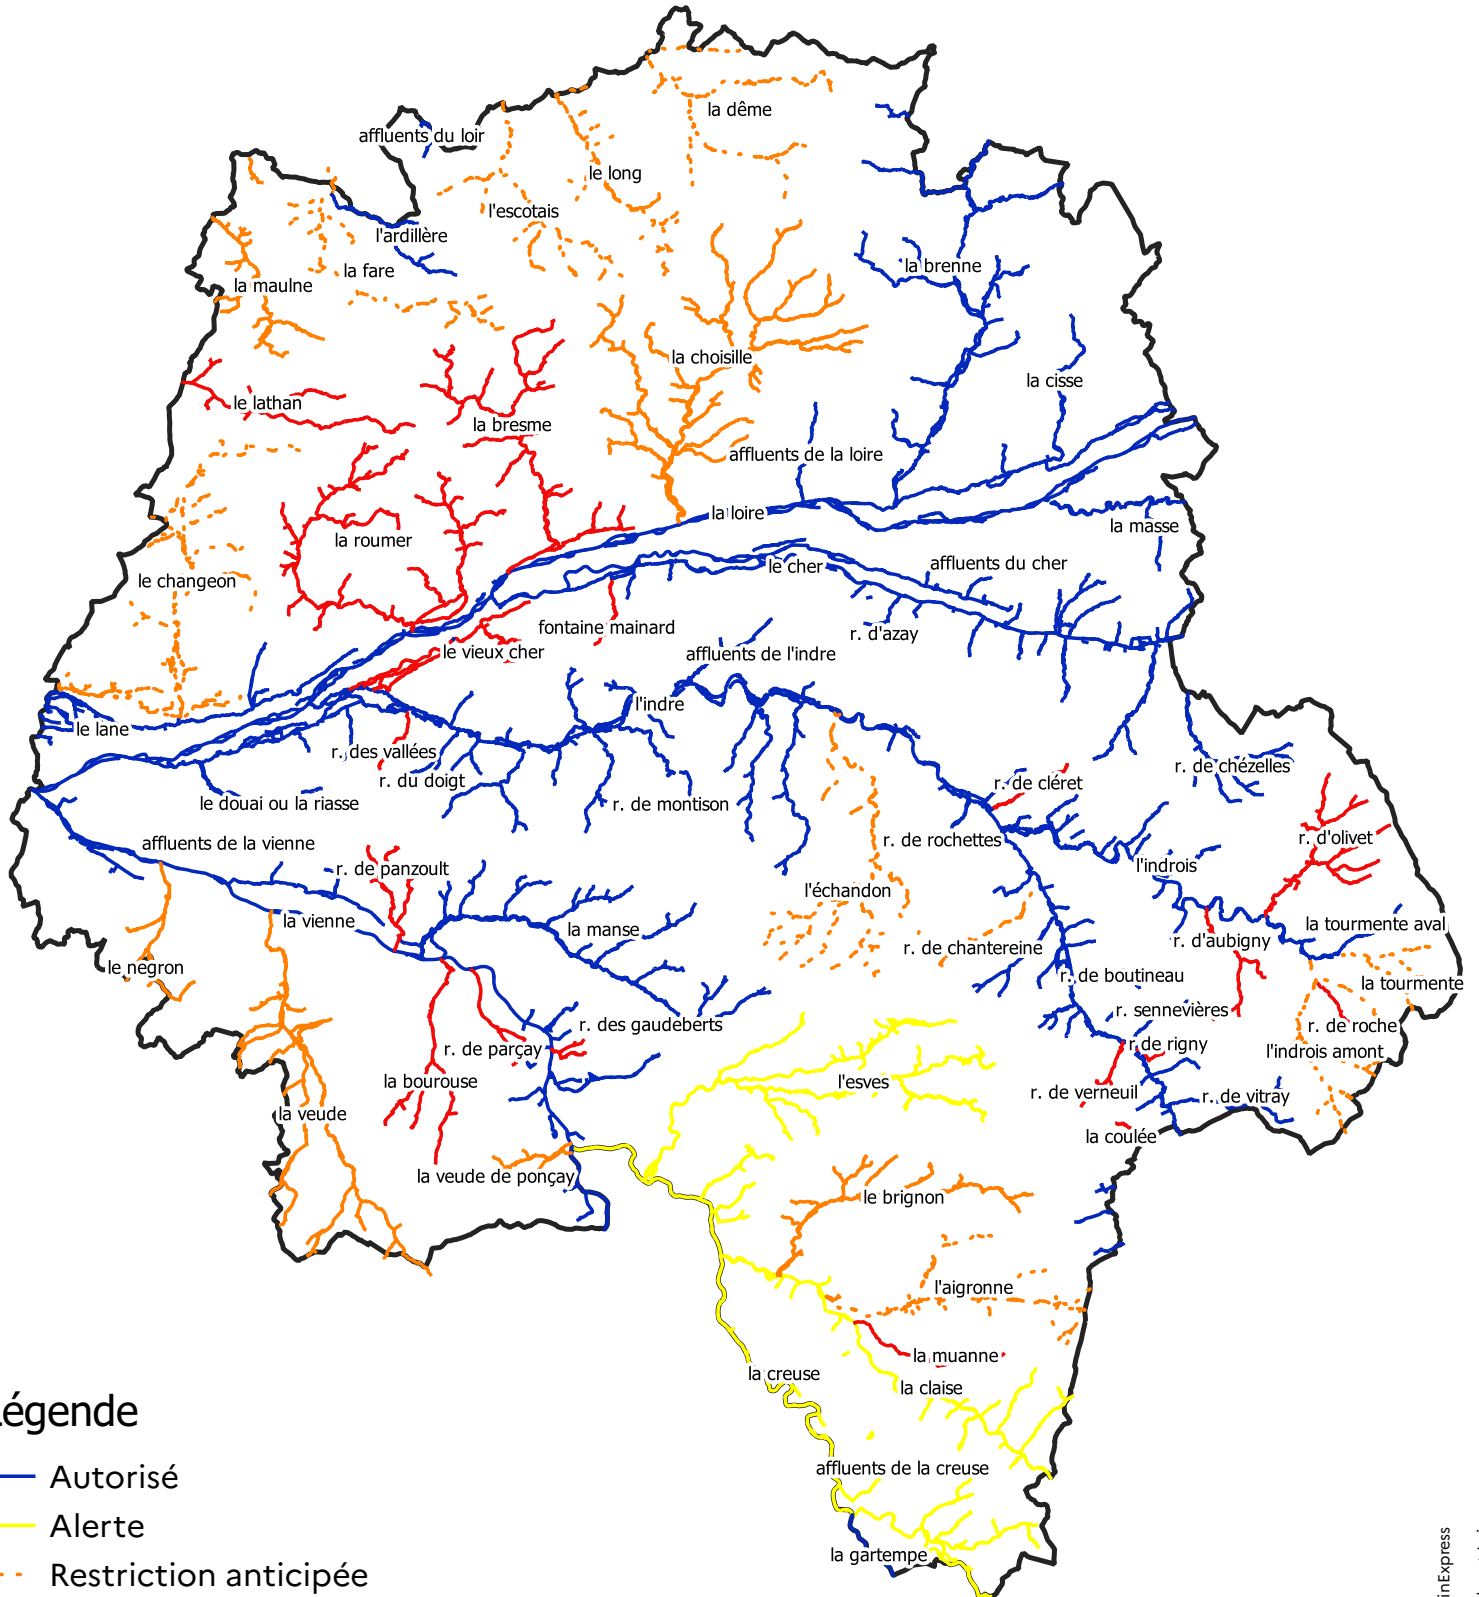 la dême
affluents du loir
le long
l'escotais
l'ardillère
la fare
la brenne
la maulne
la choisille
la cisse
le lathan
la bresme
affluents de la loire
la loire
la masse
la roumer
affluents du cher
le cher
le changeon
fontaine mainard
r. d'azay
le vieux cher
affluents de l'indre
l'indre
le lane
r. des vallées
r. de chézelles
r. du doigt
r. de cléret
le douai ou la riasse
r. de montison
affluents de la vienne
r. de rochettes
r. d'olivet
r. de panzoult
l'indrois
l'échandon
la vienne
la manse
la tourmente aval
r. d'aubigny
r. de chantereine
le négron
r. de boutineau
la tourmente
r. sennevières
r. des gaudeberts
r. de roche
r. de parçay
r de rigny
l'indrois amont
la bourouse
l'esves
r. de verneuil
r. de vitray
la veude
la coulée
la veude de ponçay
le brignon
l'aigronne
la muanne
la creuse
la claise
affluents de la creuse
la gartempe
Légende
Autorisé
Alerte
Restriction anticipée
inExpress